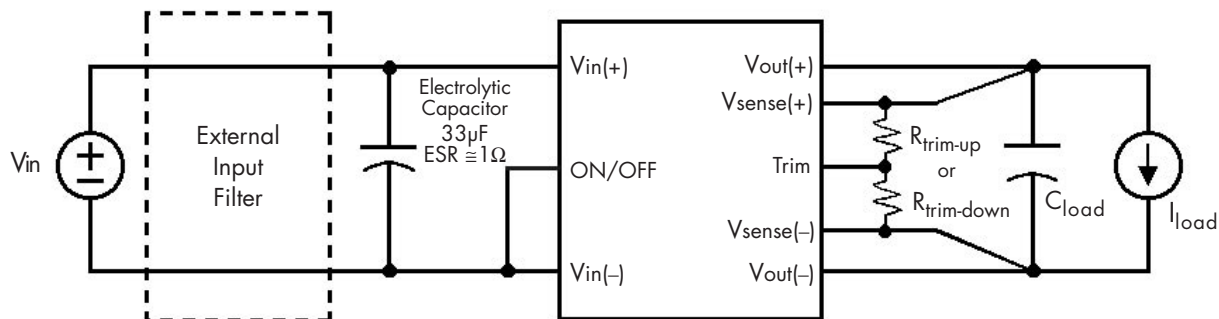 Vin
External
Input
Filter
Electrolytic
Capacitor
33µF
ESR ≅1Ω
Vin(+)
ON/OFF
Vin(–)
Vout(+)
Vsense(+)
Trim
Vsense(–)
Vout(–)
Rtrim-up
or
Rtrim-down
Cload
Iload